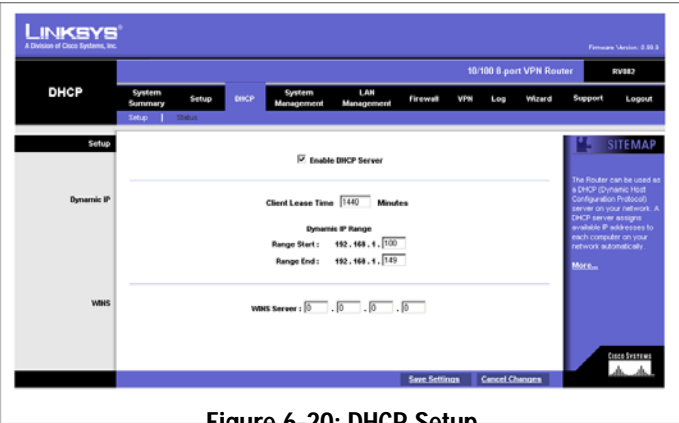 LINKSYS®
A Division of Cisco Systems, Inc.
Firmware Version: 0.00.0
10/100 8-port VPN Router
RV082
DHCP
System Summary
Setup
DHCP
System Management
LAN Management
Firewall
VPN
Log
Wizard
Support
Logout
Setup | Status
Setup
Enable DHCP Server
SITEMAP
The Router can be used as
a DHCP (Dynamic Host
Configuration Protocol)
server on your network. A
DHCP server assigns
available IP addresses to
each computer on your
network automatically.
More...
Dynamic IP
Client Lease Time 1440 Minutes
Dynamic IP Range
Range Start : 192 . 168 . 1 . 100
Range End : 192 . 168 . 1 . 149
WINS
WINS Server : 0 . 0 . 0 . 0
CISCO SYSTEMS
Save Settings
Cancel Changes
Figure 6-20: DHCP Setup